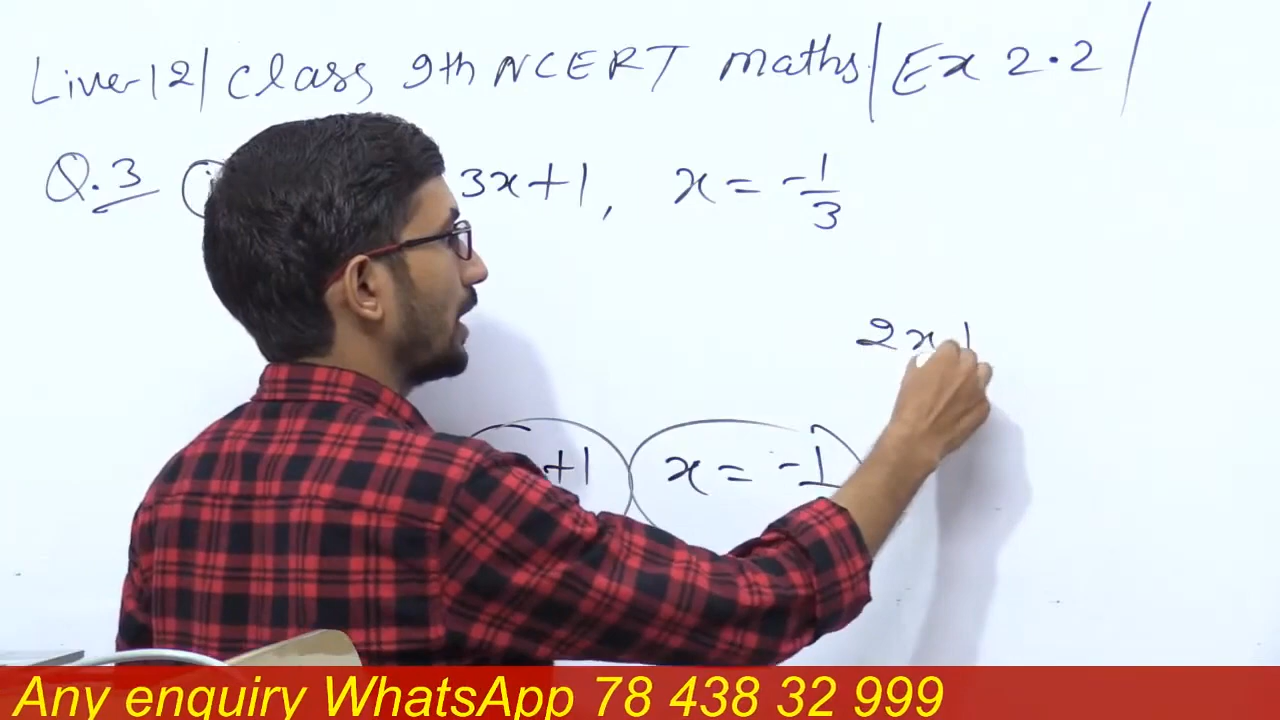 Live-12/ Class 9th NCERT maths/ Ex 2.2 /
Q.3 (i 3x+1, x = -1/3
2x
+1 x = -1
Any enquiry WhatsApp 78 438 32 999